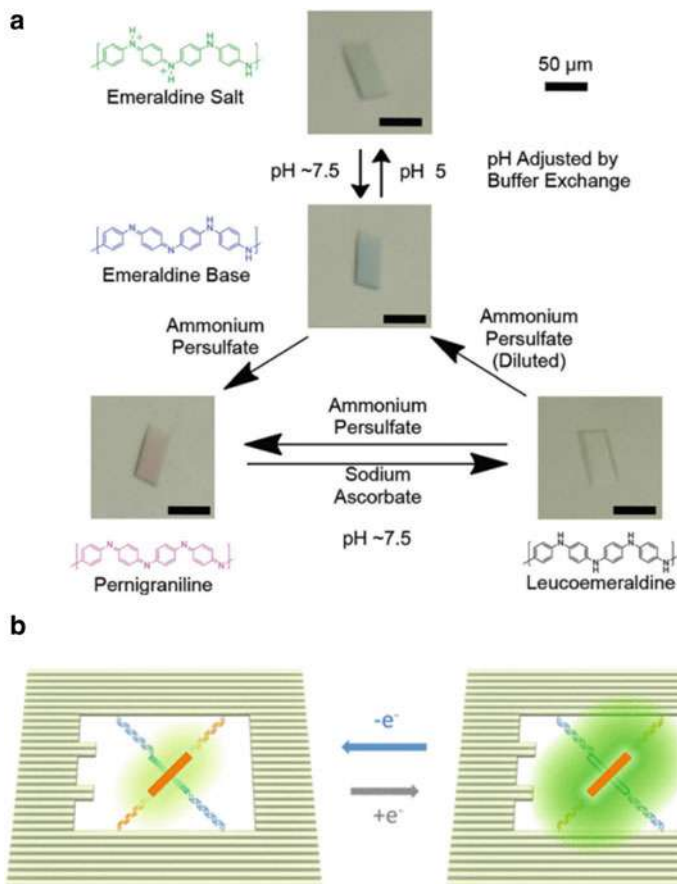 a
Emeraldine Salt
50 µm
pH ~7.5
pH 5
pH Adjusted by
Buffer Exchange
Emeraldine Base
Ammonium
Persulfate
Ammonium
Persulfate
(Diluted)
Ammonium
Persulfate
Sodium
Ascorbate
pH ~7.5
Pernigraniline
Leucoemeraldine
b
-e⁻
+e⁻